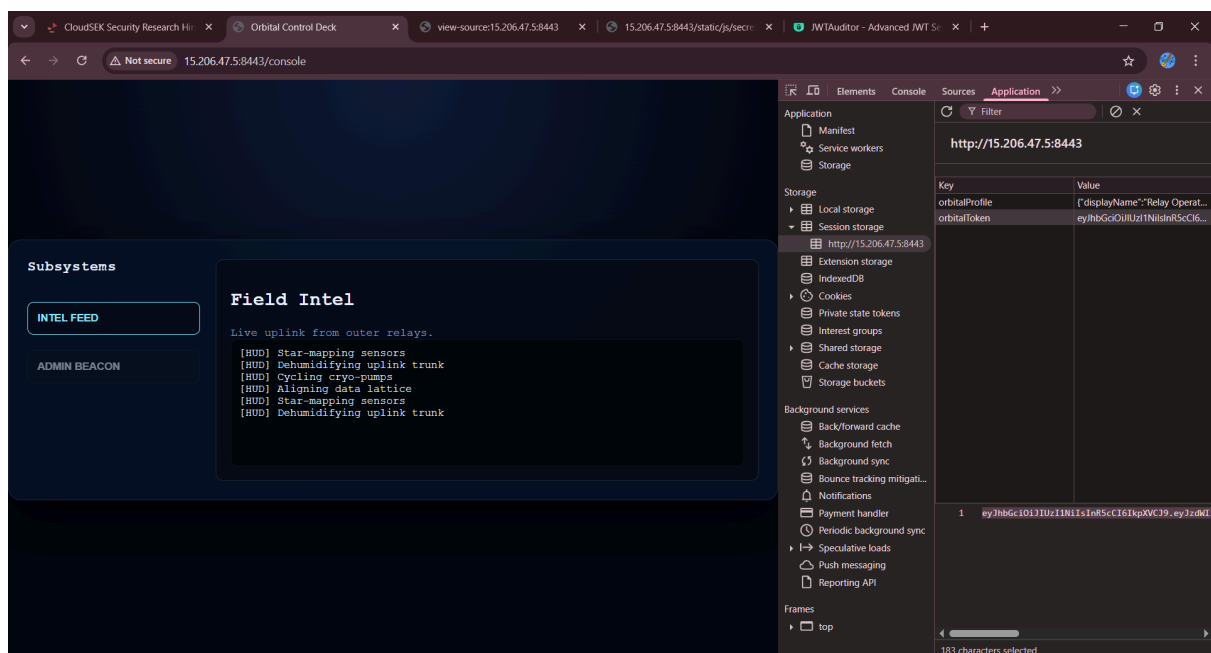 CloudSEK Security Research Hir
Orbital Control Deck
view-source:15.206.47.5:8443
15.206.47.5:8443/static/js/secre
JWTAuditor - Advanced JWT Se
Not secure 15.206.47.5:8443/console
Subsystems
INTEL FEED
ADMIN BEACON
Field Intel
Live uplink from outer relays.
[HUD] Star-mapping sensors
[HUD] Dehumidifying uplink trunk
[HUD] Cycling cryo-pumps
[HUD] Aligning data lattice
[HUD] Star-mapping sensors
[HUD] Dehumidifying uplink trunk
Elements Console Sources Application
Application
Manifest
Service workers
Storage
Storage
Local storage
Session storage
http://15.206.47.5:8443
Extension storage
IndexedDB
Cookies
Private state tokens
Interest groups
Shared storage
Cache storage
Storage buckets
Background services
Back/forward cache
Background fetch
Background sync
Bounce tracking mitigati...
Notifications
Payment handler
Periodic background sync
Speculative loads
Push messaging
Reporting API
Frames
top
Filter
http://15.206.47.5:8443
Key Value
orbitalProfile {"displayName":"Relay Operat...
orbitalToken eyJhbGciOiJIUzI1NiIsInR5cCI6...
1 eyJhbGciOiJIUzI1NiIsInR5cCI6IkpXVCJ9.eyJzdWI
183 characters selected